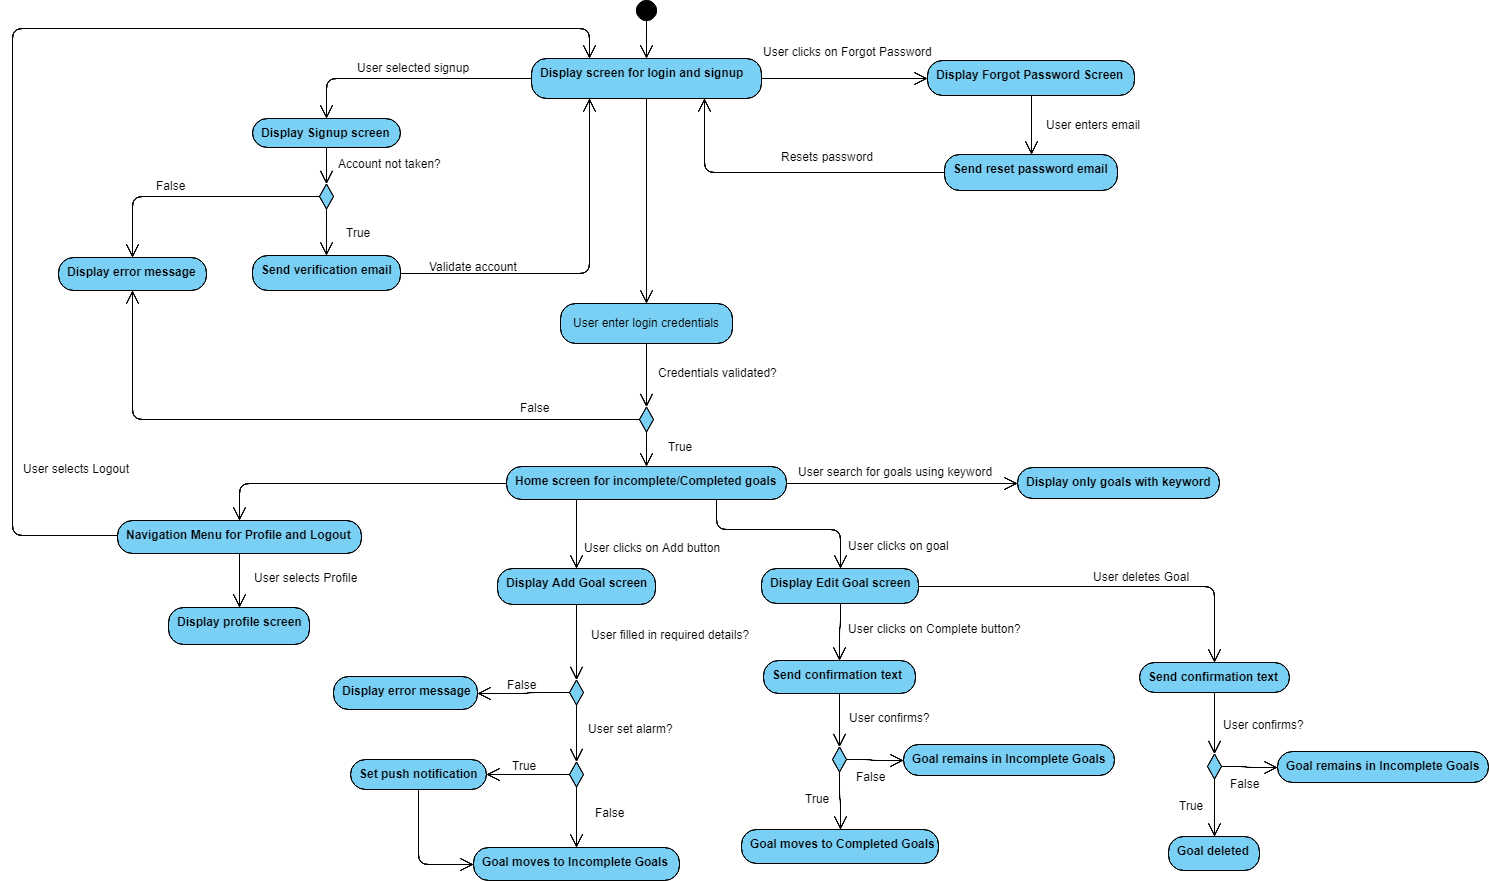 User clicks on Forgot Password
User selected signup
Display screen for login and signup
Display Forgot Password Screen
User enters email
Display Signup screen
Account not taken?
Resets password
Send reset password email
False
True
Validate account
Display error message
Send verification email
User enter login credentials
Credentials validated?
False
True
User selects Logout
Home screen for incomplete/Completed goals
User search for goals using keyword
Display only goals with keyword
Navigation Menu for Profile and Logout
User clicks on Add button
User clicks on goal
User selects Profile
Display Add Goal screen
Display Edit Goal screen
User deletes Goal
Display profile screen
User filled in required details?
User clicks on Complete button?
Send confirmation text
Send confirmation text
Display error message
False
User set alarm?
User confirms?
User confirms?
Set push notification
True
Goal remains in Incomplete Goals
Goal remains in Incomplete Goals
False
False
False
True
True
Goal moves to Incomplete Goals
Goal moves to Completed Goals
Goal deleted